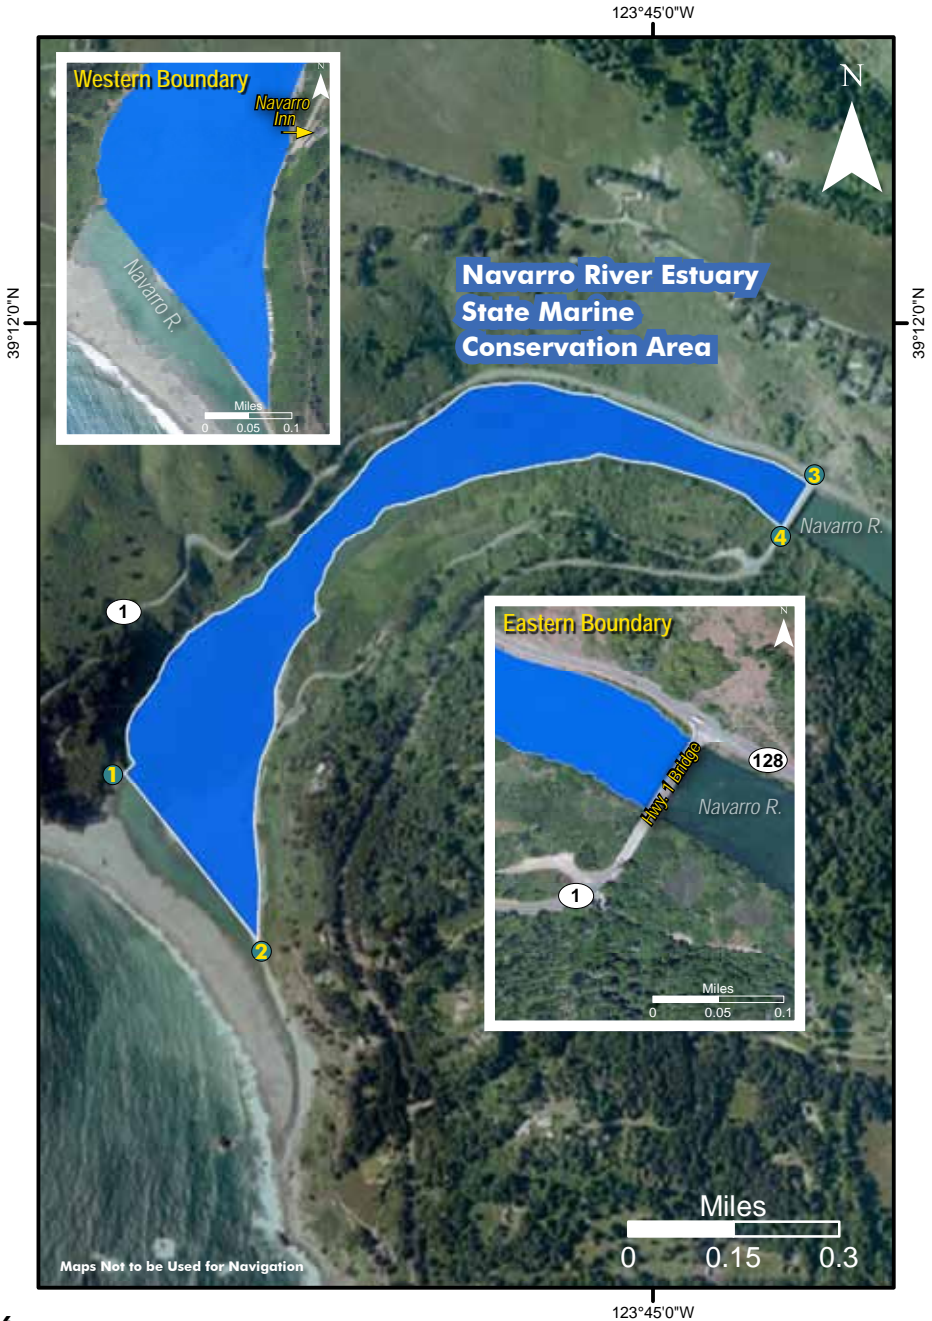 123°45'0"W
Western Boundary
N
Navarro
Inn
Navarro R.
Miles
0 0.05 0.1
N
39°12'0"N
39°12'0"N
Navarro River Estuary
State Marine
Conservation Area
3
4
Navarro R.
1
1
2
Eastern Boundary
N
128
Hwy. 1 Bridge
Navarro R.
1
Miles
0 0.05 0.1
Miles
0 0.15 0.3
Maps Not to be Used for Navigation
123°45'0"W